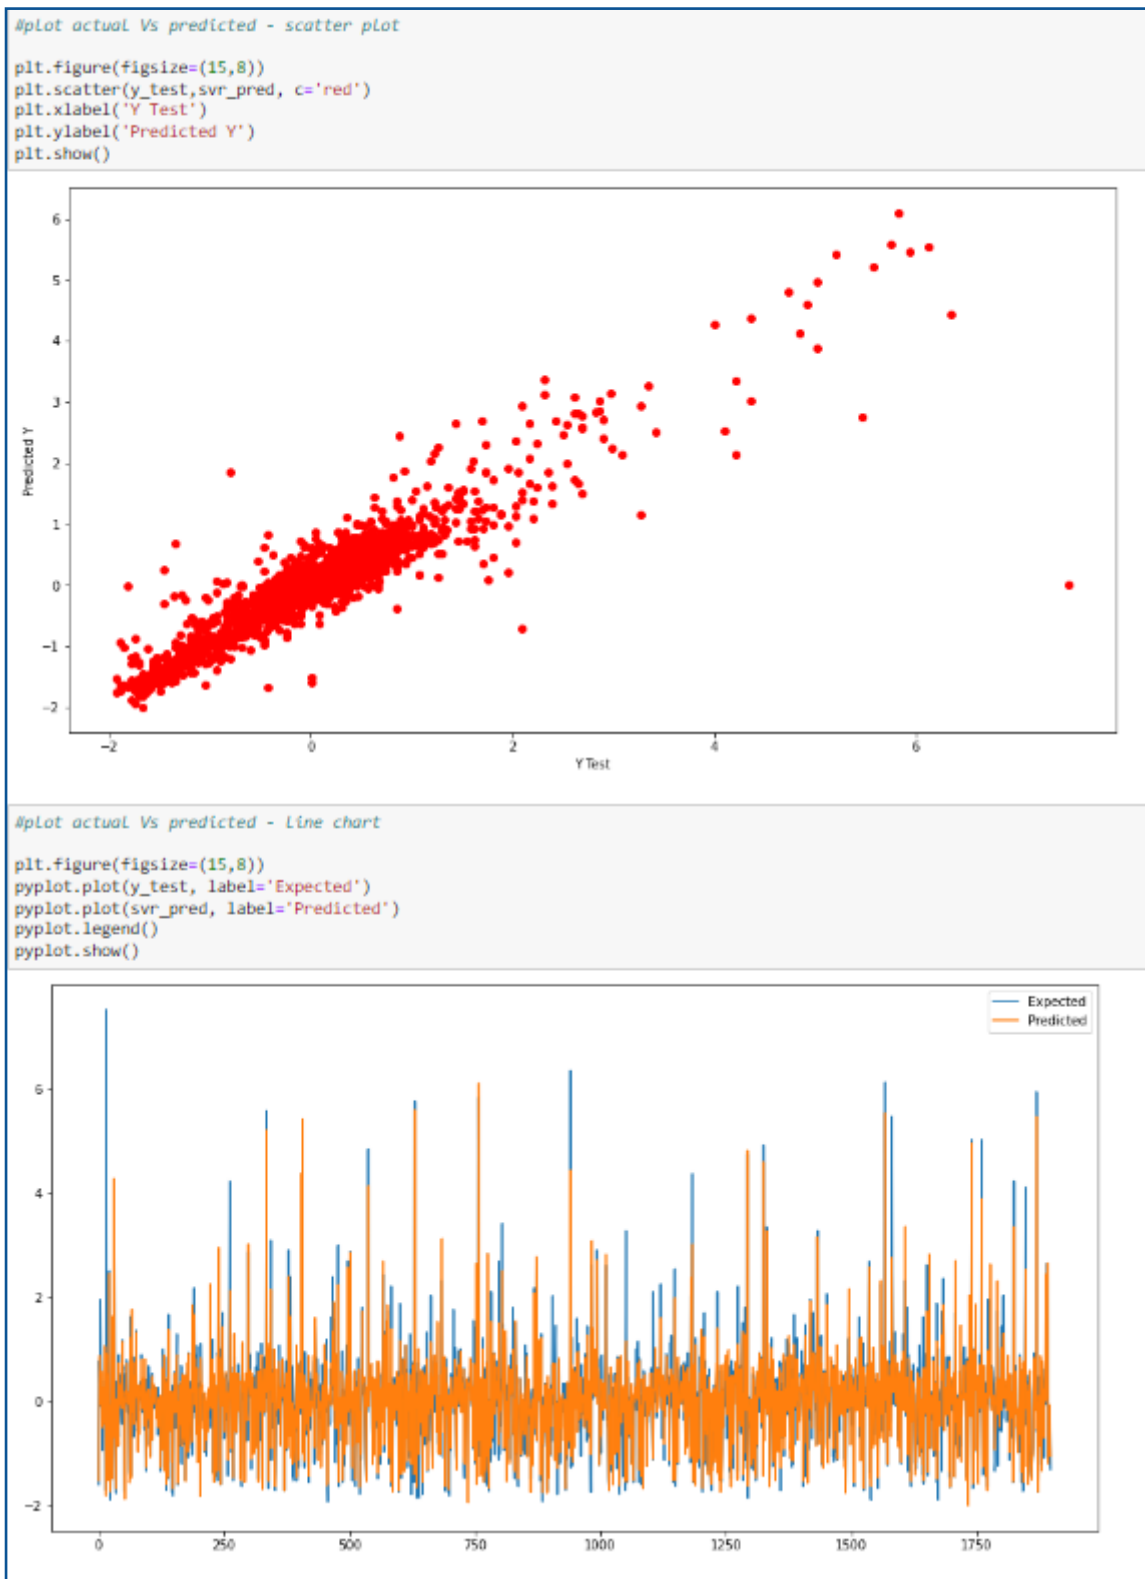 #plot actual Vs predicted - scatter plot
plt.figure(figsize=(15,8))
plt.scatter(y_test,svr_pred, c='red')
plt.xlabel('Y Test')
plt.ylabel('Predicted Y')
plt.show()
6
5
4
3
2
1
0
−1
−2
Predicted Y
−2 0 2 4 6
Y Test
#plot actual Vs predicted - Line chart
plt.figure(figsize=(15,8))
pyplot.plot(y_test, label='Expected')
pyplot.plot(svr_pred, label='Predicted')
pyplot.legend()
pyplot.show()
Expected
Predicted
6
4
2
0
−2
0 250 500 750 1000 1250 1500 1750